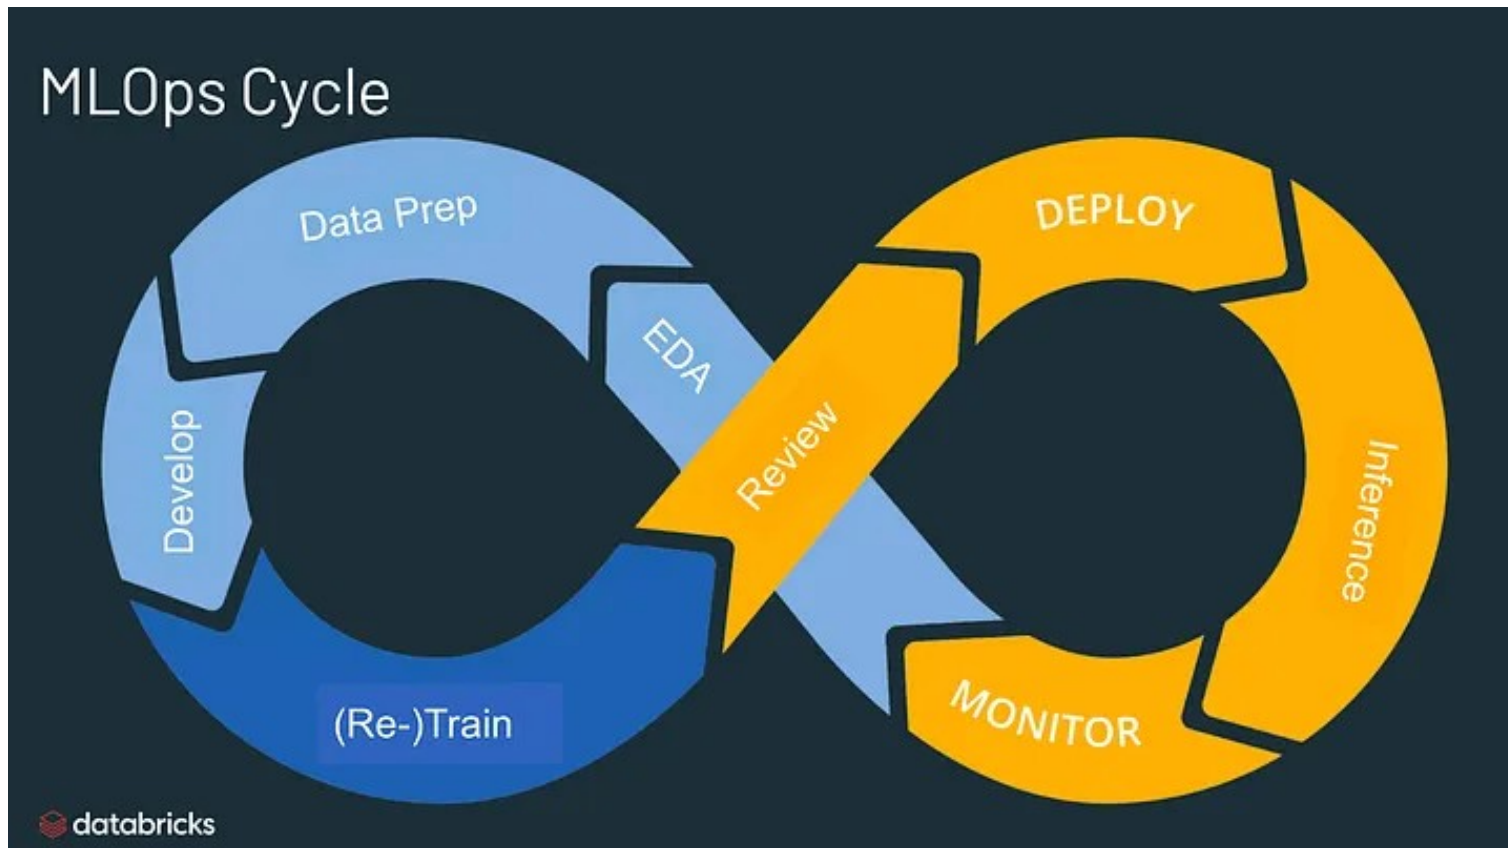 MLOps Cycle
Data Prep
DEPLOY
EDA
Review
Develop
Inference
(Re-)Train
MONITOR
databricks